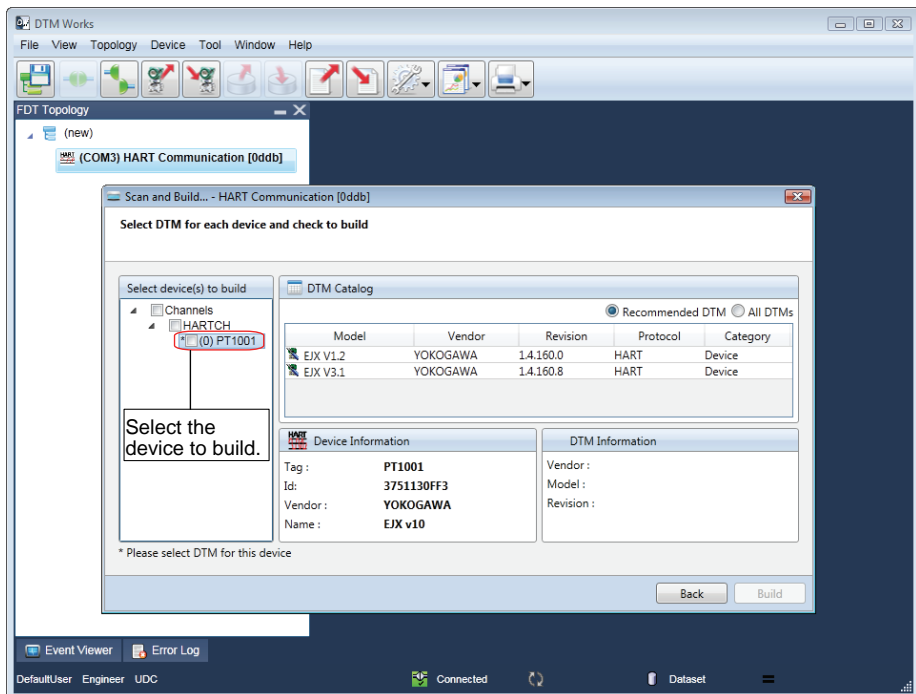 DTM Works
File View Topology Device Tool Window Help
FDT Topology
(new)
HART (COM3) HART Communication [0ddb]
Scan and Build... - HART Communication [0ddb]
Select DTM for each device and check to build
Select device(s) to build
Channels
HARTCH
*(0) PT1001
Select the
device to build.
DTM Catalog
Recommended DTM All DTMs
Model Vendor Revision Protocol Category
EJX V1.2 YOKOGAWA 1.4.160.0 HART Device
EJX V3.1 YOKOGAWA 1.4.160.8 HART Device
HART Device Information
Tag : PT1001
Id: 3751130FF3
Vendor : YOKOGAWA
Name : EJX v10
DTM Information
Vendor :
Model :
Revision :
* Please select DTM for this device
Back Build
Event Viewer Error Log
DefaultUser Engineer UDC Connected Dataset